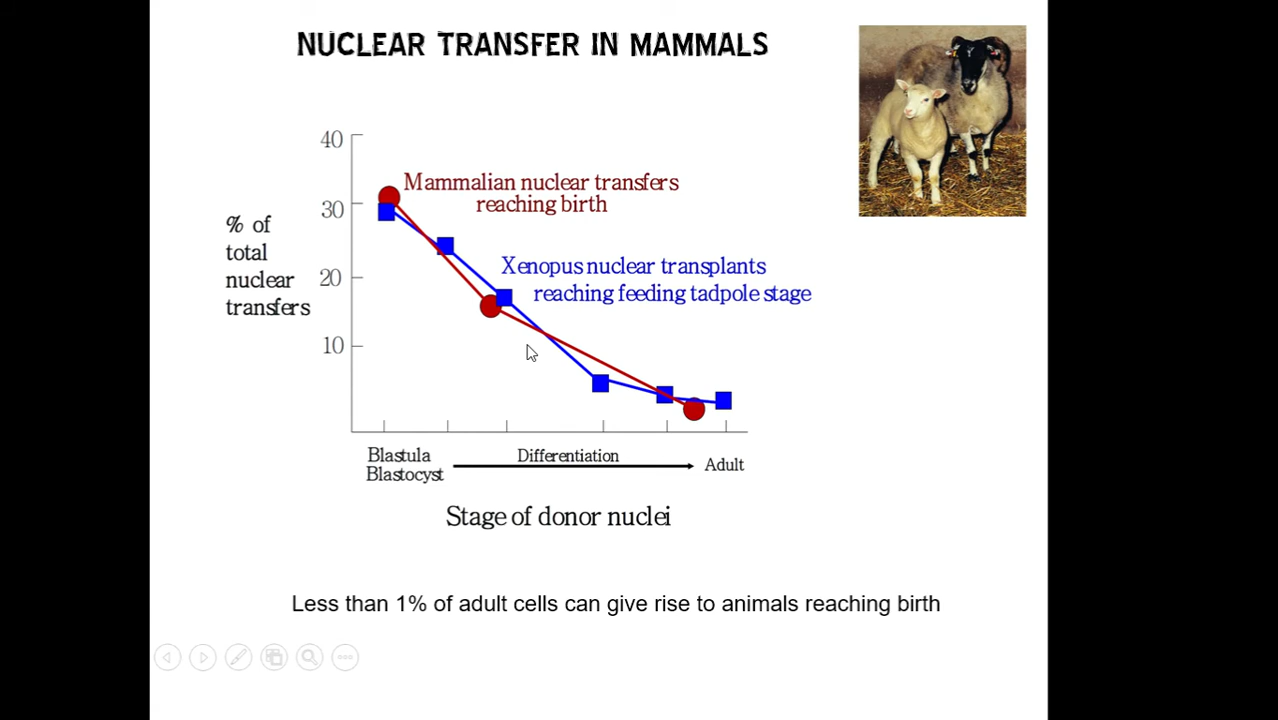 NUCLEAR TRANSFER IN MAMMALS
40
30
20
10
% of
total
nuclear
transfers
Mammalian nuclear transfers
reaching birth
Xenopus nuclear transplants
reaching feeding tadpole stage
Blastula
Blastocyst
Differentiation
Adult
Stage of donor nuclei
Less than 1% of adult cells can give rise to animals reaching birth